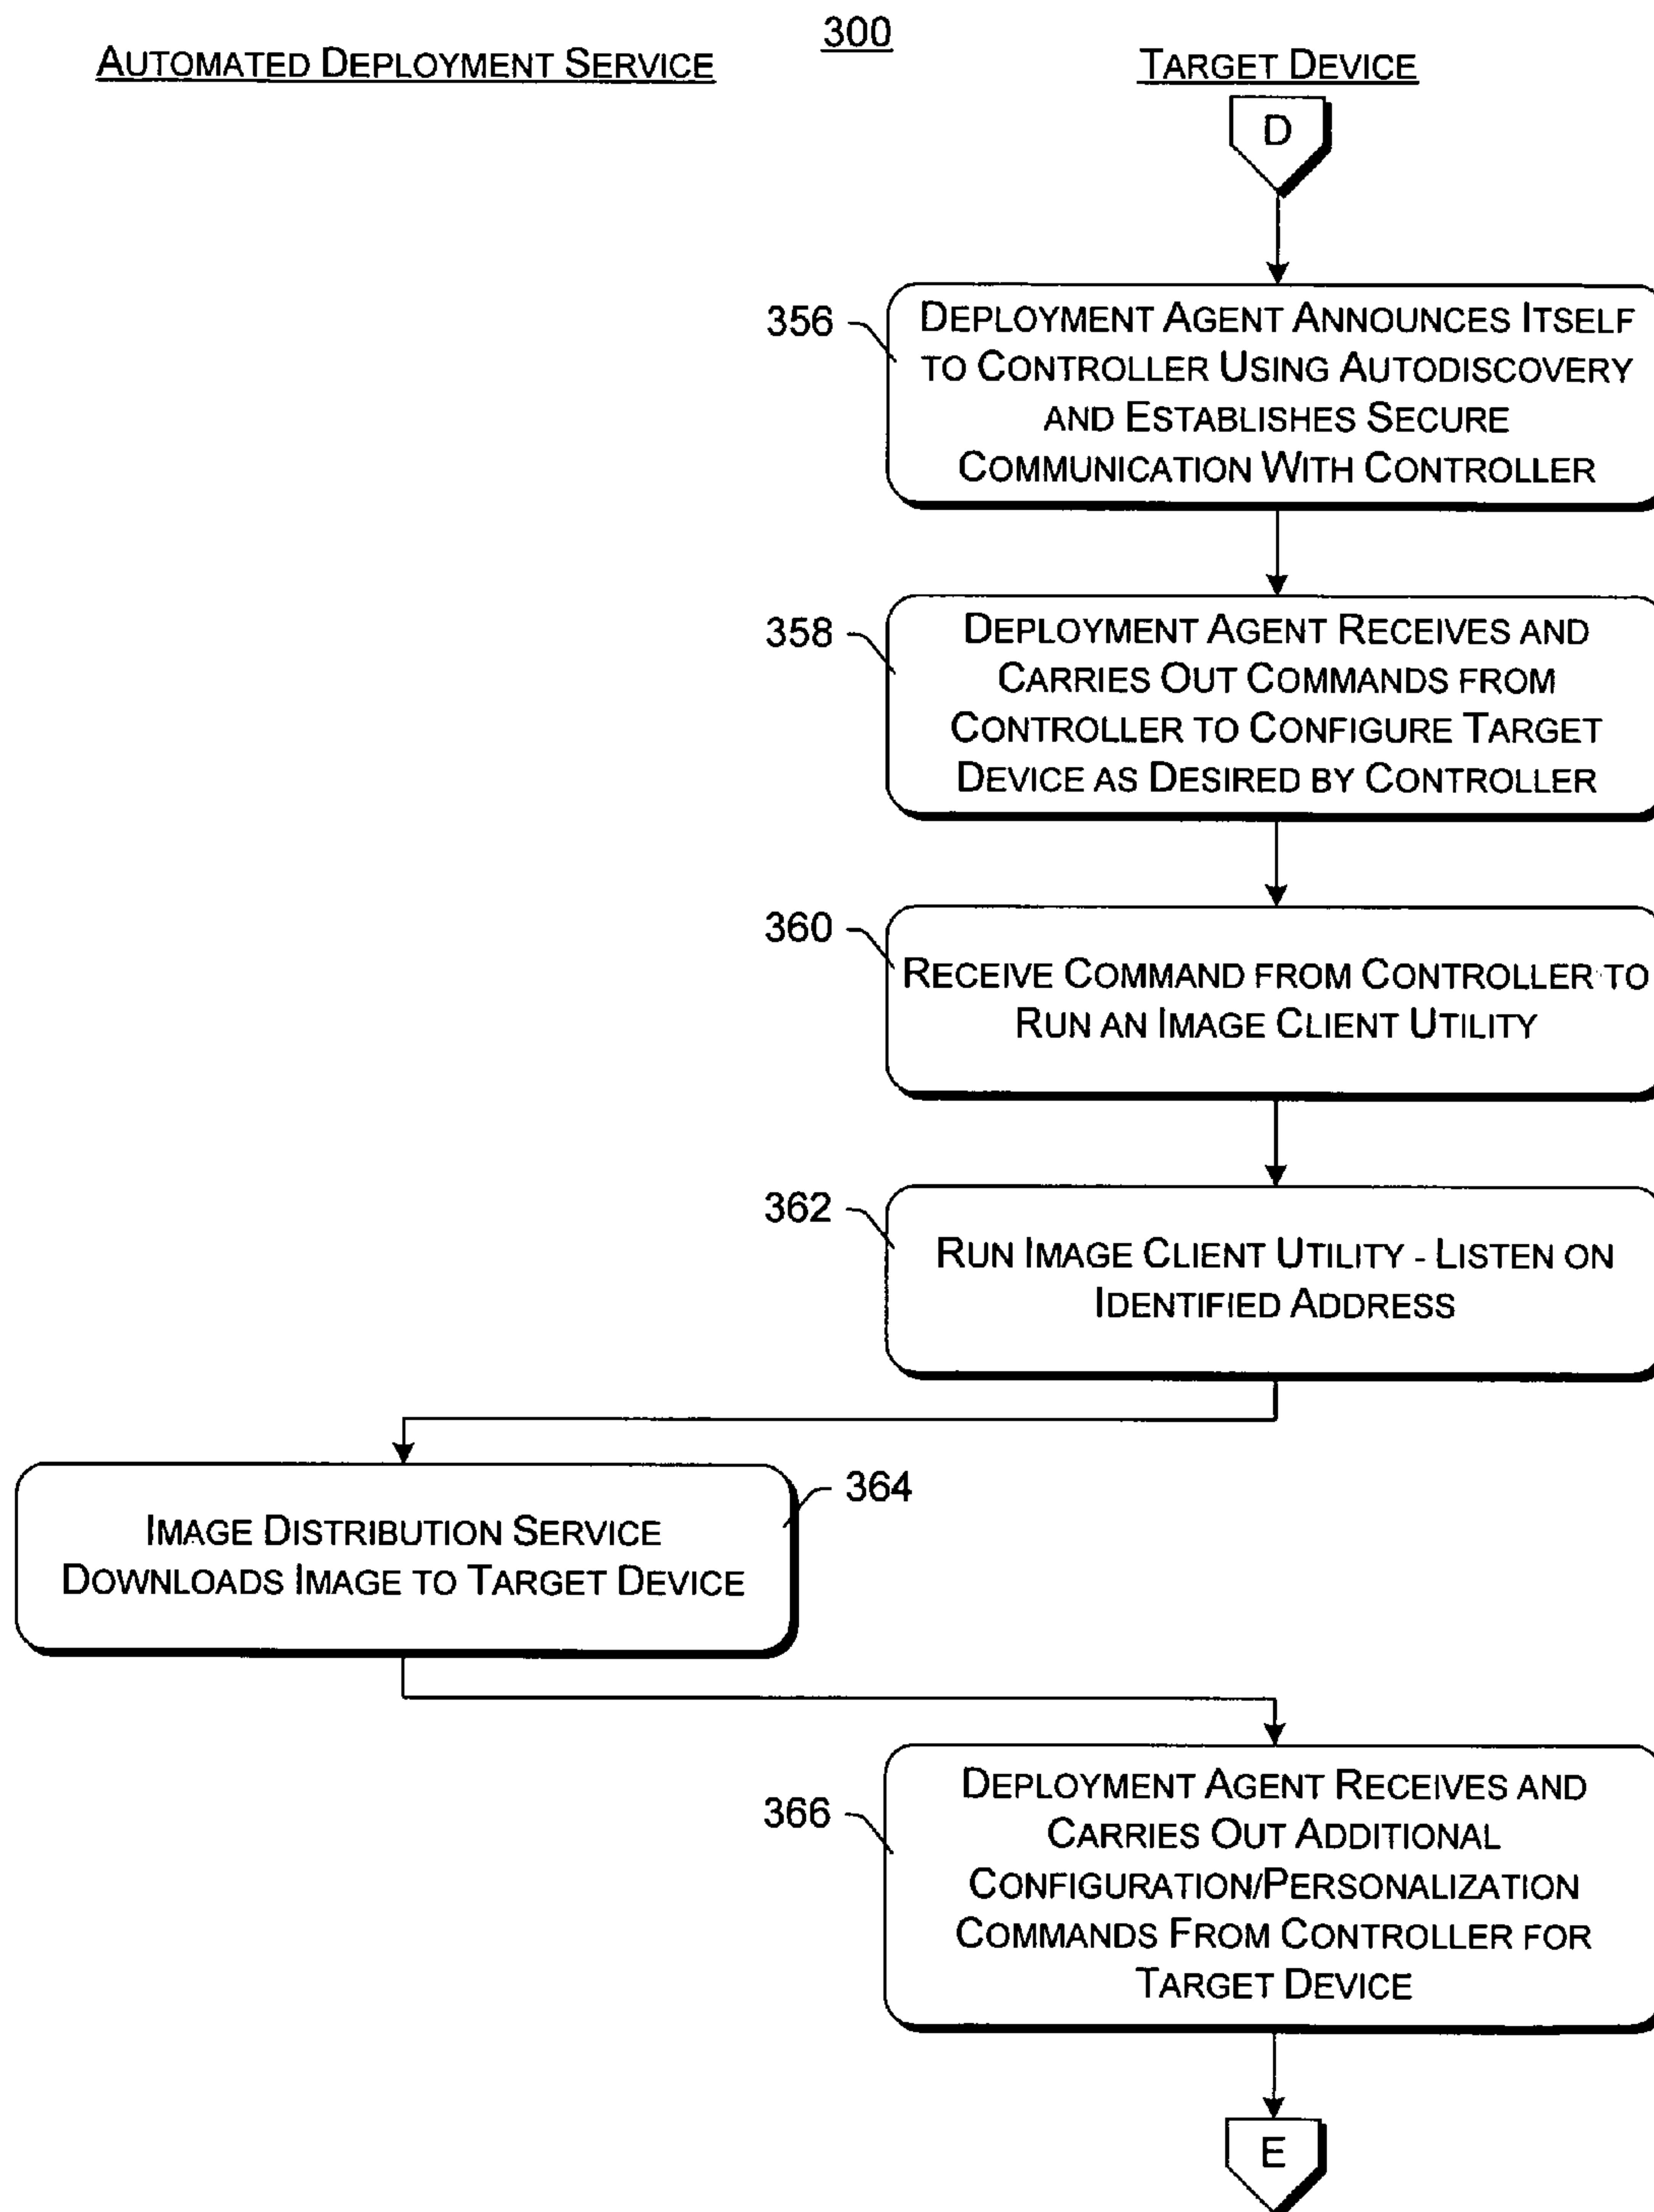 300
AUTOMATED DEPLOYMENT SERVICE
TARGET DEVICE
D
356
DEPLOYMENT AGENT ANNOUNCES ITSELF
TO CONTROLLER USING AUTODISCOVERY
AND ESTABLISHES SECURE
COMMUNICATION WITH CONTROLLER
358
DEPLOYMENT AGENT RECEIVES AND
CARRIES OUT COMMANDS FROM
CONTROLLER TO CONFIGURE TARGET
DEVICE AS DESIRED BY CONTROLLER
360
RECEIVE COMMAND FROM CONTROLLER TO
RUN AN IMAGE CLIENT UTILITY
362
RUN IMAGE CLIENT UTILITY - LISTEN ON
IDENTIFIED ADDRESS
364
IMAGE DISTRIBUTION SERVICE
DOWNLOADS IMAGE TO TARGET DEVICE
366
DEPLOYMENT AGENT RECEIVES AND
CARRIES OUT ADDITIONAL
CONFIGURATION/PERSONALIZATION
COMMANDS FROM CONTROLLER FOR
TARGET DEVICE
E